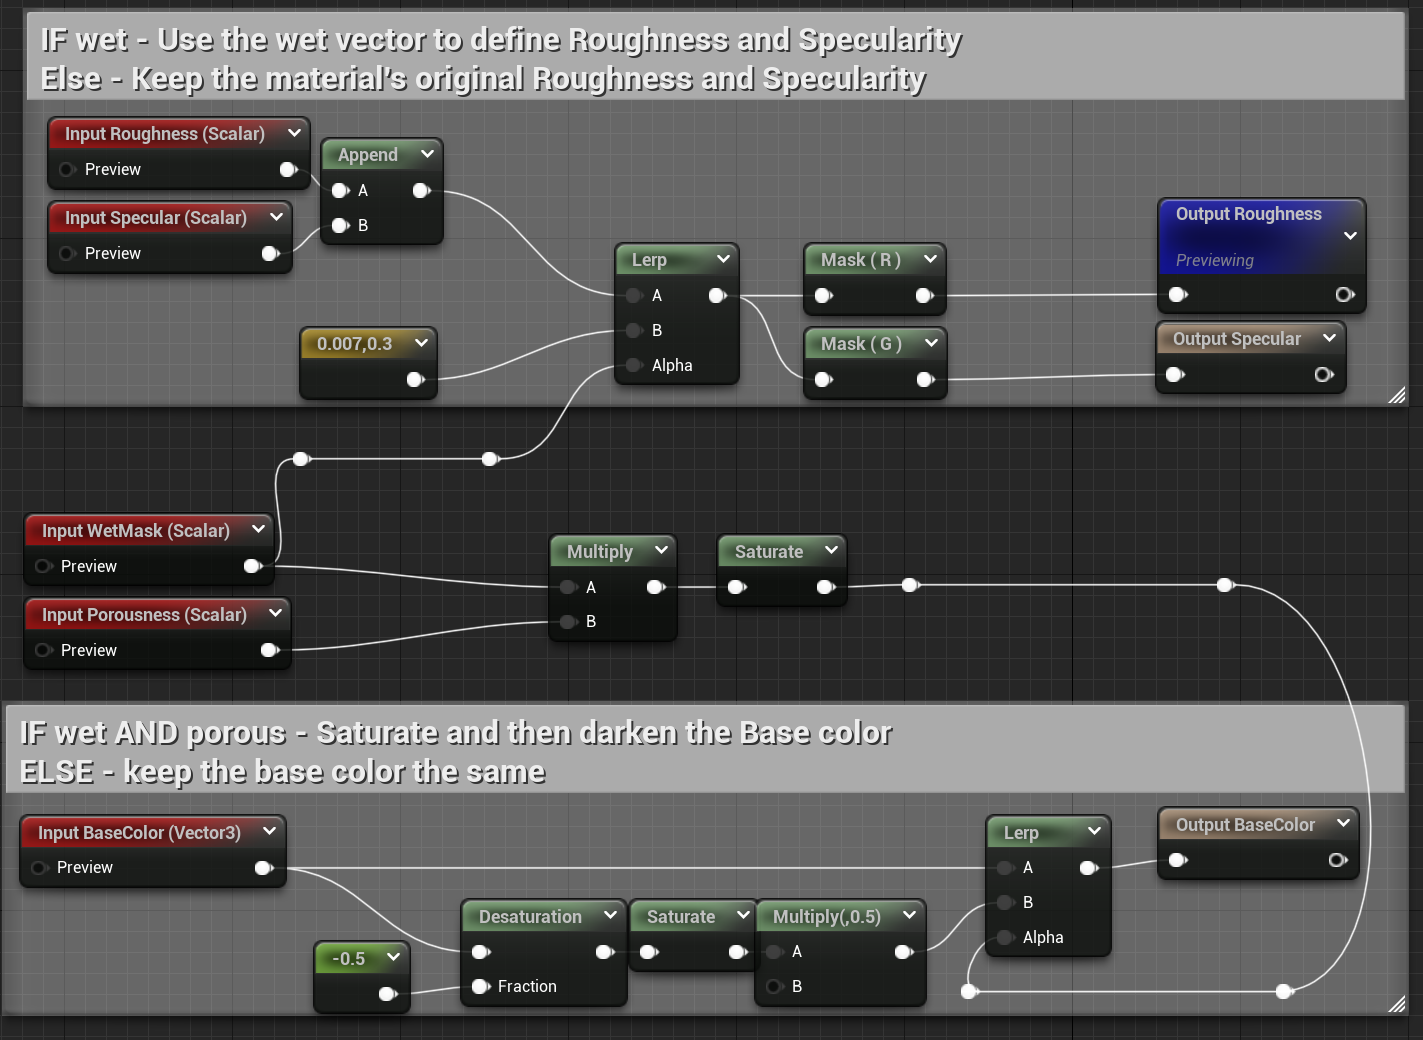 IF wet - Use the wet vector to define Roughness and Specularity
Else - Keep the material's original Roughness and Specularity
Input Roughness (Scalar)
Preview
Input Specular (Scalar)
Preview
Append
A
B
0.007,0.3
Lerp
A
B
Alpha
Mask ( R )
Mask ( G )
Output Roughness
Previewing
Output Specular
Input WetMask (Scalar)
Preview
Input Porousness (Scalar)
Preview
Multiply
A
B
Saturate
IF wet AND porous - Saturate and then darken the Base color
ELSE - keep the base color the same
Input BaseColor (Vector3)
Preview
-0.5
Desaturation
Fraction
Saturate
Multiply(,0.5)
A
B
Lerp
A
B
Alpha
Output BaseColor